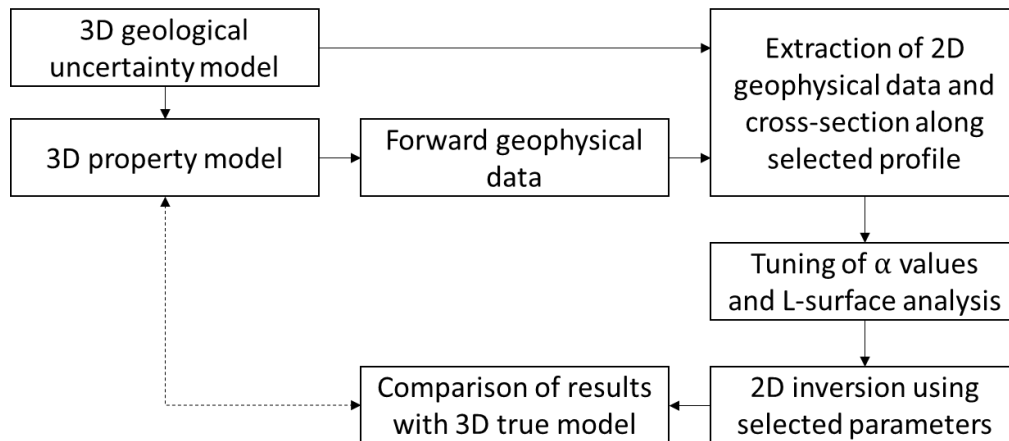 3D geological
uncertainty model
Extraction of 2D
geophysical data and
cross-section along
selected profile
3D property model
Forward geophysical
data
Tuning of α values
and L-surface analysis
Comparison of results
with 3D true model
2D inversion using
selected parameters